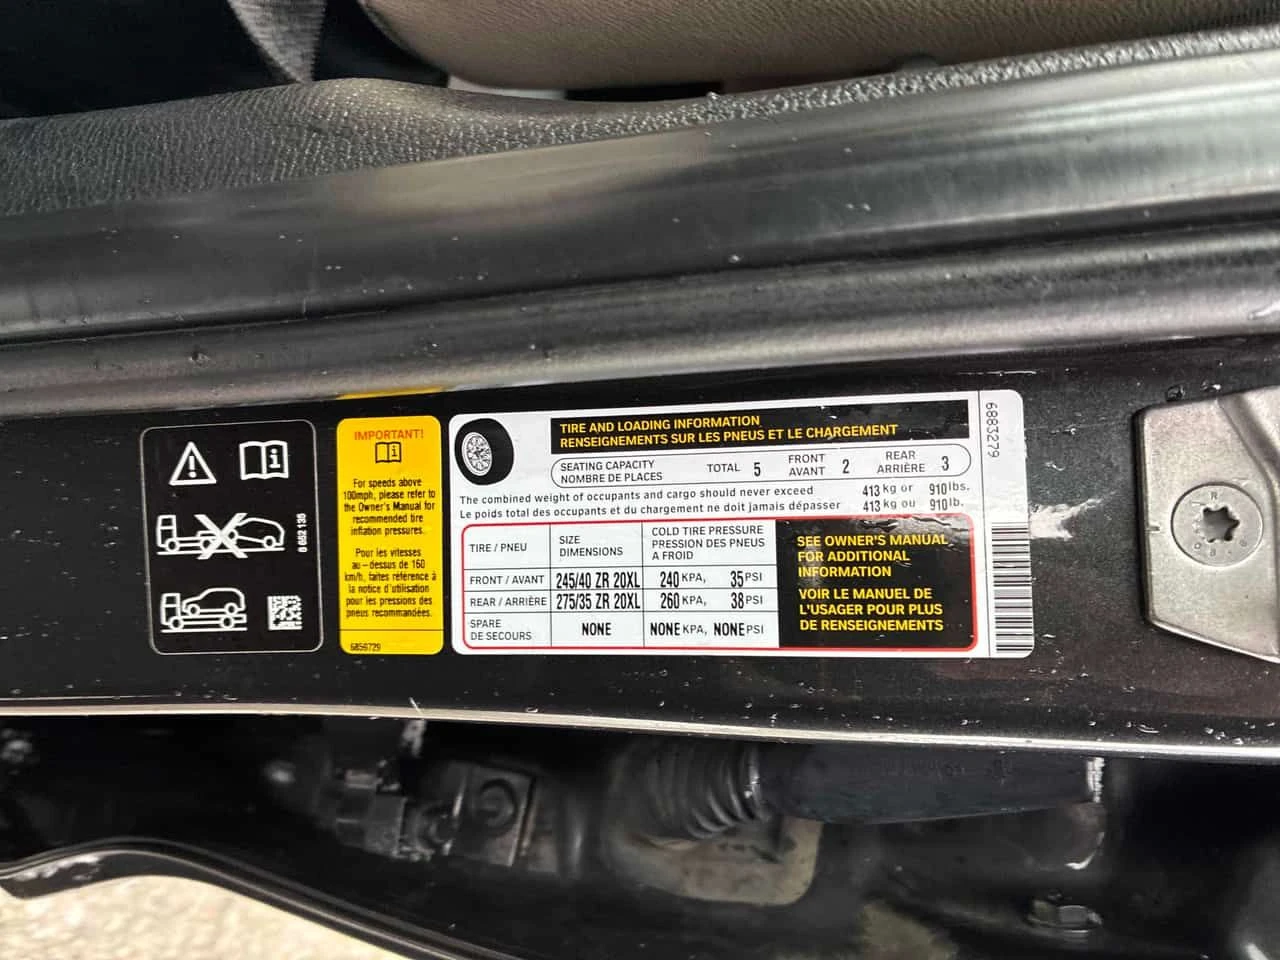 8 652 135
IMPORTANT!
For speeds above
100mph, please refer to
the Owner's Manual for
recommended tire
inflation pressures.
Pour les vitesses
au-dessus de 160
km/h, faites référence à
la notice d'utilisation
pour les pressions des
pneus recommandées.
6856729
TIRE AND LOADING INFORMATION
RENSEIGNEMENTS SUR LES PNEUS ET LE CHARGEMENT
SEATING CAPACITY
NOMBRE DE PLACES
TOTAL 5
FRONT
AVANT 2
REAR
ARRIÈRE 3
The combined weight of occupants and cargo should never exceed 413 kg or 910 lbs.
Le poids total des occupants et du chargement ne doit jamais dépasser 413 kg ou 910 lb.
TIRE / PNEU
SIZE
DIMENSIONS
COLD TIRE PRESSURE
PRESSION DES PNEUS
A FROID
FRONT / AVANT 245/40 ZR 20XL 240 KPA, 35 PSI
REAR / ARRIÈRE 275/35 ZR 20XL 260 KPA, 38 PSI
SPARE
DE SECOURS
NONE NONE KPA, NONE PSI
SEE OWNER'S MANUAL
FOR ADDITIONAL
INFORMATION
VOIR LE MANUEL DE
L'USAGER POUR PLUS
DE RENSEIGNEMENTS
6883279